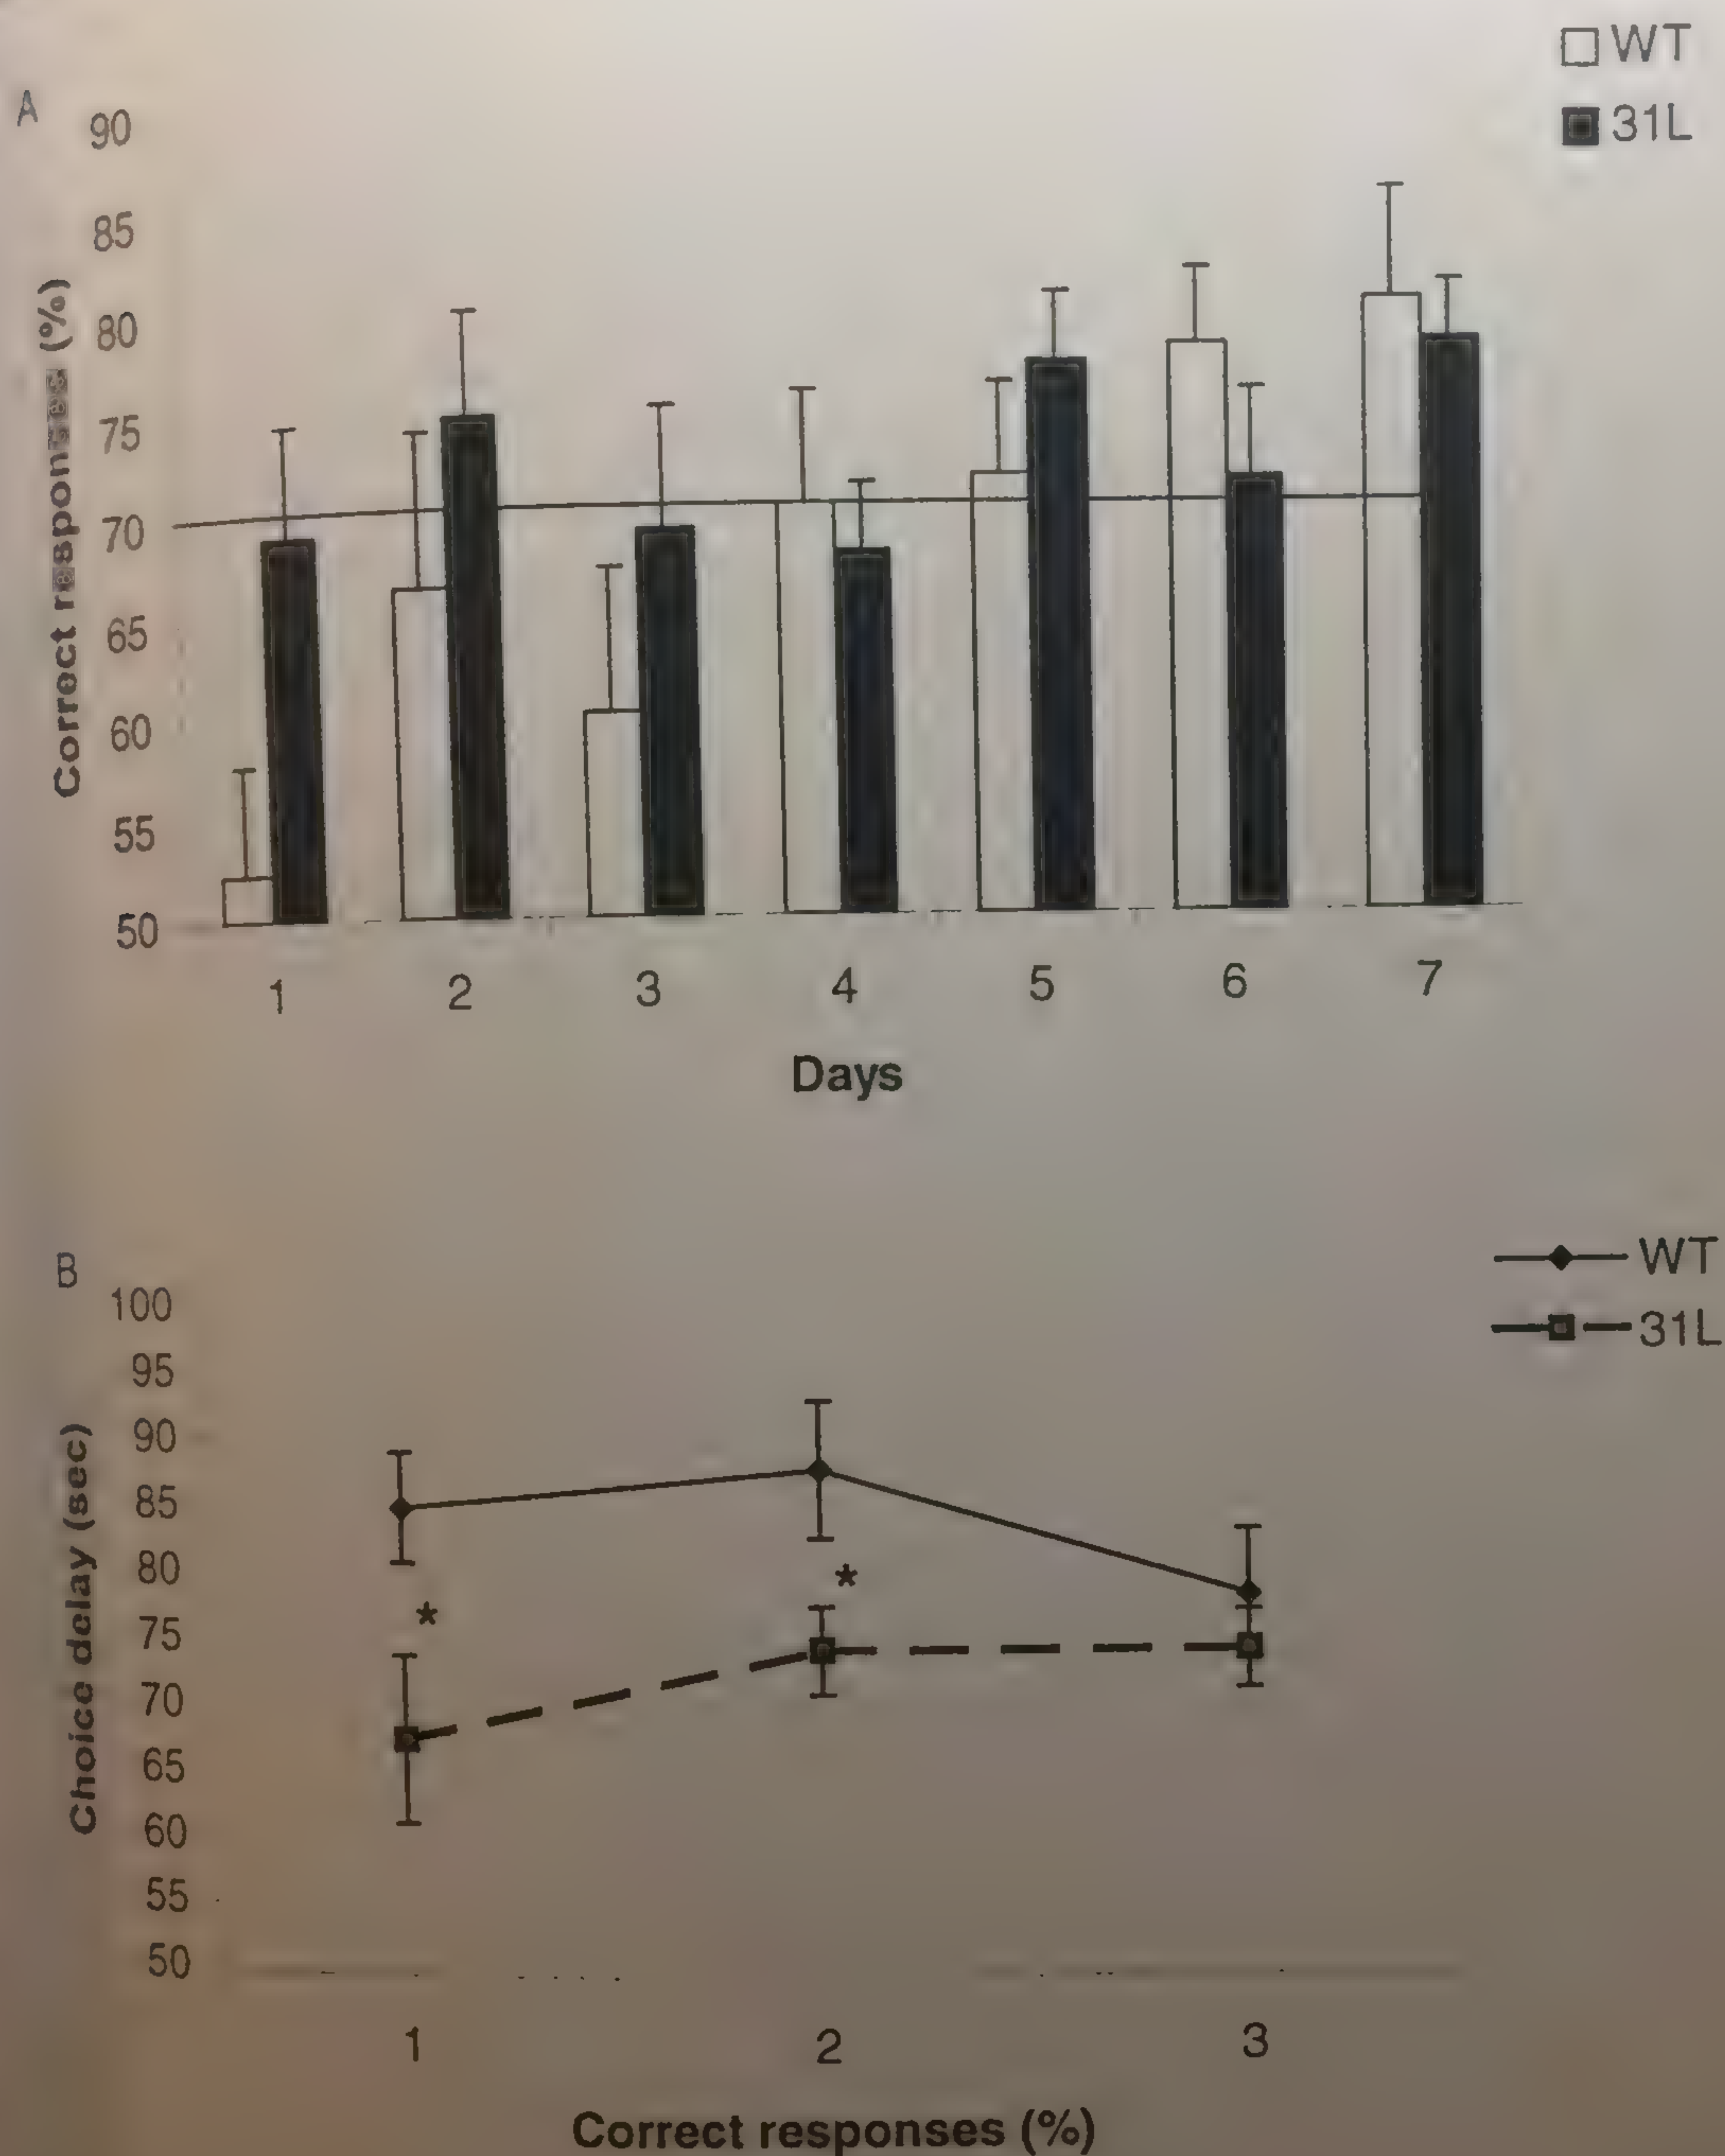 WT
31L
A
90
85
80
75
70
65
60
55
50
Correct responses (%)
1 2 3 4 5 6 7
Days
B
WT
31L
100
95
90
85
80
75
70
65
60
55
50
Choice delay (sec)
*
*
1 2 3
Correct responses (%)